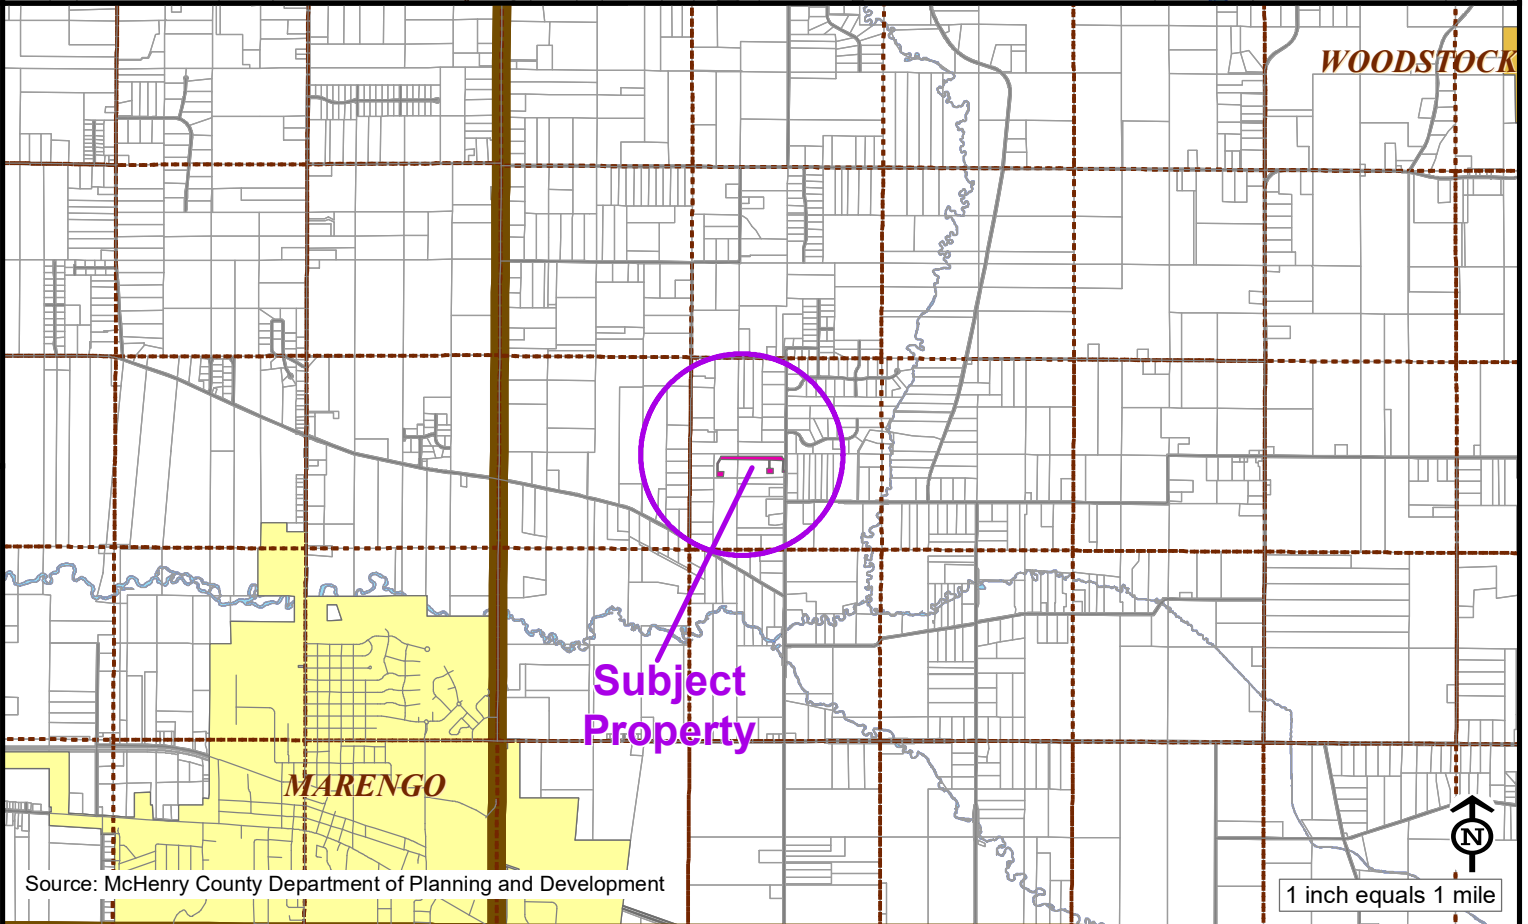 WOODSTOCK
Subject
Property
MARENGO
N
Source: McHenry County Department of Planning and Development
1 inch equals 1 mile